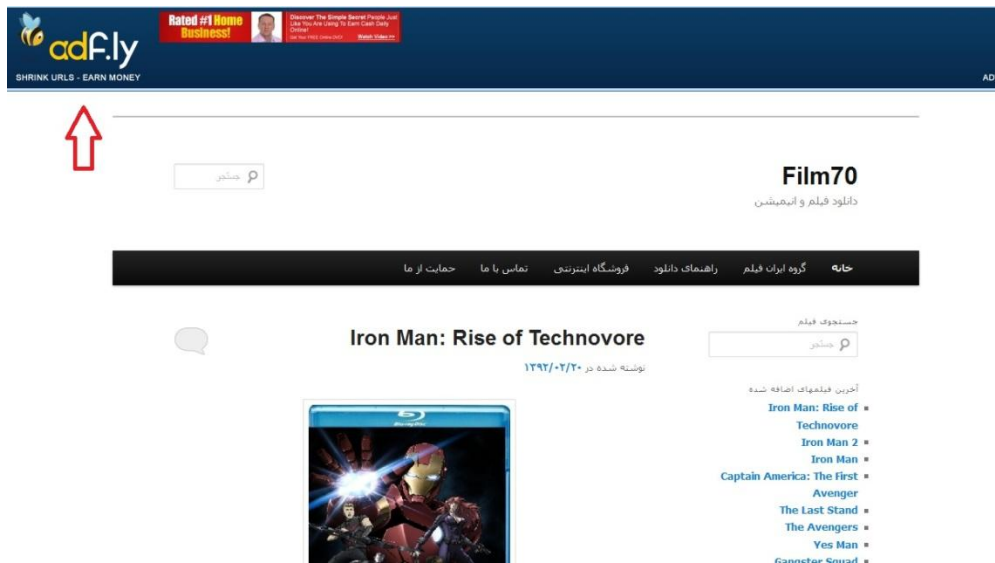 adf.ly
SHRINK URLS - EARN MONEY
Rated #1 Home
Business!
Discover The Simple Secret People Just
Like You Are Using To Earn Cash Daily
Online!
Watch Video >>
AD
Film70
دانلود فیلم و انیمیشن
جستجو
خانه گروه ایران فیلم راهنمای دانلود فروشگاه اینترنتی تماس با ما حمایت از ما
Iron Man: Rise of Technovore
نوشته شده در ۱۳۹۲/۰۲/۲۰
Blu-ray Disc
جستجوی فیلم
جستجو
آخرین فیلمهای اضافه شده
Iron Man: Rise of
Technovore
Iron Man 2
Iron Man
Captain America: The First
Avenger
The Last Stand
The Avengers
Yes Man
Gangster Squad